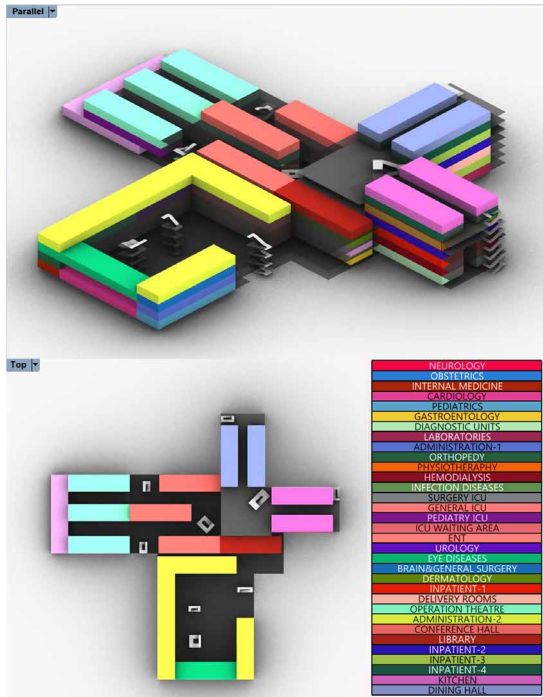 Parallel
Top
NEUROLOGY
OBSTETRICS
INTERNAL MEDICINE
CARDIOLOGY
PEDIATRICS
GASTROENTOLOGY
DIAGNOSTIC UNITS
LABORATORIES
ADMINISTRATION-1
ORTHOPEDY
PHYSIOTHERAPHY
HEMODIALYSIS
INFECTION DISEASES
SURGERY ICU
GENERAL ICU
PEDIATRY ICU
ICU WAITING AREA
ENT
UROLOGY
EYE DISEASES
BRAIN&GENERAL SURGERY
DERMATOLOGY
INPATIENT-1
DELIVERY ROOMS
OPERATION THEATRE
ADMINISTRATION-2
CONFERENCE HALL
LIBRARY
INPATIENT-2
INPATIENT-3
INPATIENT-4
KITCHEN
DINING HALL